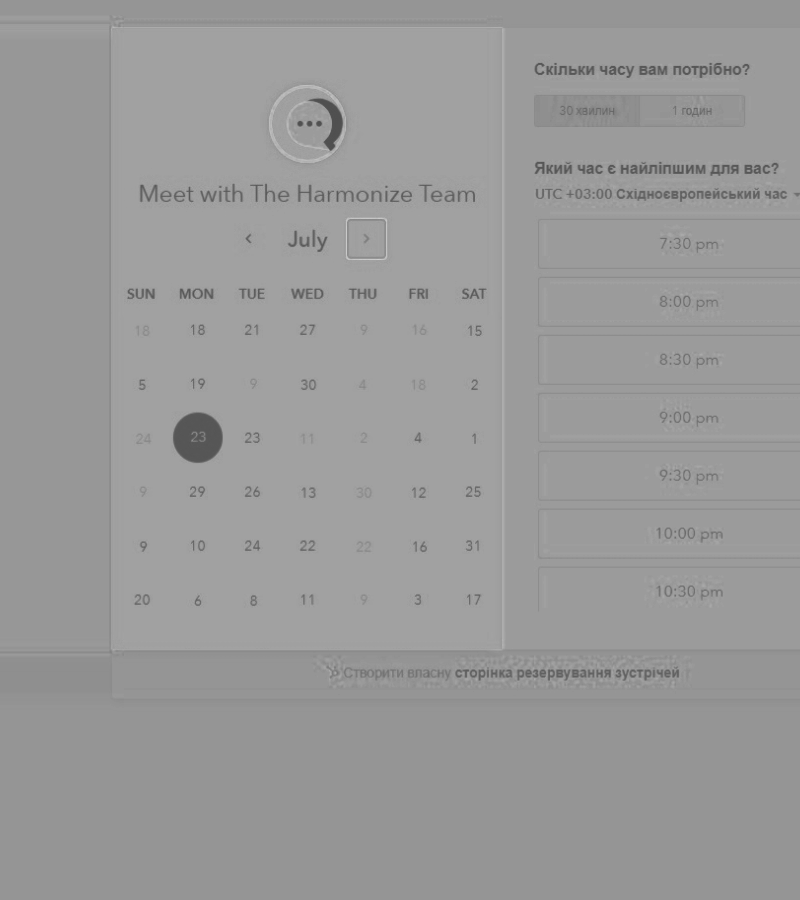 Meet with The Harmonize Team
July
SUN MON TUE WED THU FRI SAT
18 18 21 27 9 16 15
5 19 9 30 4 18 2
24 23 23 11 2 4 1
9 29 26 13 30 12 25
9 10 24 22 22 16 31
20 6 8 11 9 3 17
Скільки часу вам потрібно?
30 хвилин 1 годин
Який час є найліпшим для вас?
UTC +03:00 Східноєвропейський час
7:30 pm
8:00 pm
8:30 pm
9:00 pm
9:30 pm
10:00 pm
10:30 pm
Створити власну сторінка резервування зустрічей